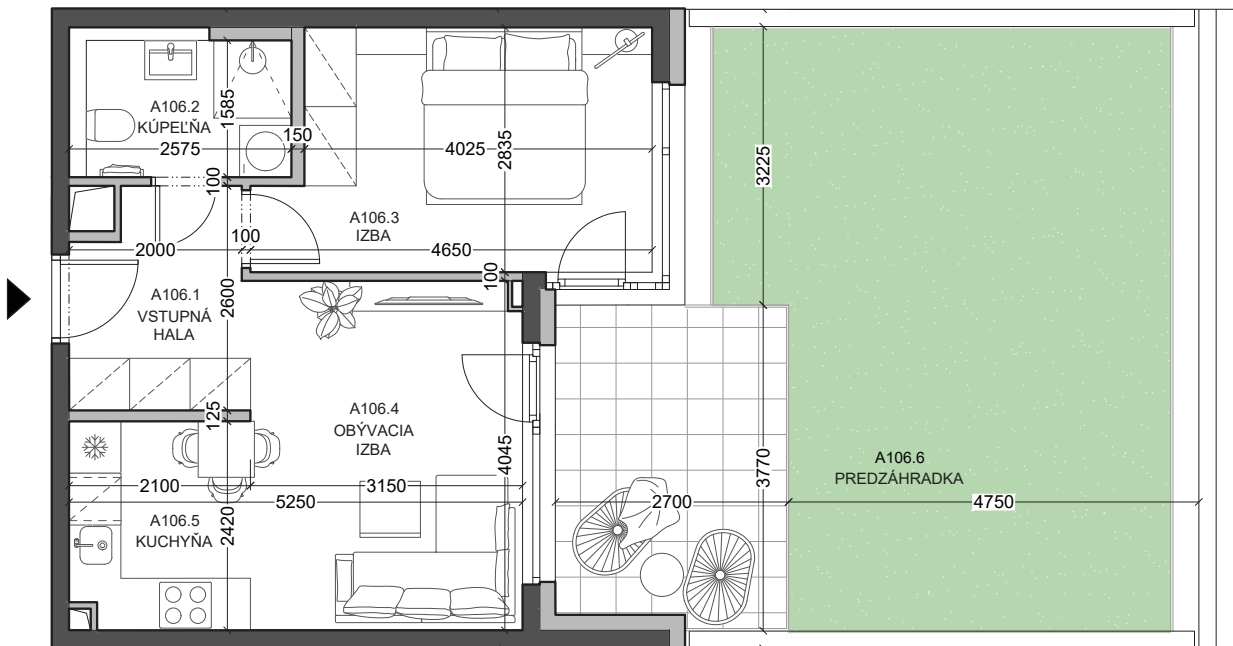 A106.2
KÚPEĽŇA
2575
1585
150
4025
2835
3225
100
A106.3
IZBA
2000
100
4650
100
A106.1
VSTUPNÁ
HALA
2600
125
A106.4
OBÝVACIA
IZBA
4045
3770
A106.6
PREDZÁHRADKA
2100
3150
5250
2700
4750
A106.5
KUCHYŇA
2420